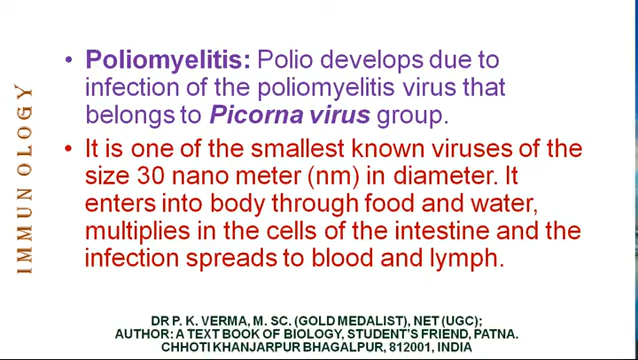 IMMUN OLOGY
• Poliomyelitis: Polio develops due to
infection of the poliomyelitis virus that
belongs to Picorna virus group.
• It is one of the smallest known viruses of the
size 30 nano meter (nm) in diameter. It
enters into body through food and water,
multiplies in the cells of the intestine and the
infection spreads to blood and lymph.
DR P. K. VERMA, M. SC. (GOLD MEDALIST), NET (UGC);
AUTHOR: A TEXT BOOK OF BIOLOGY, STUDENT'S FRIEND, PATNA.
CHHOTI KHANJARPUR BHAGALPUR, 812001, INDIA